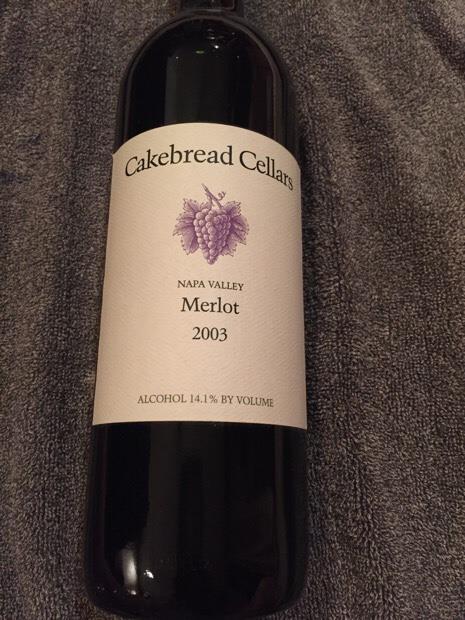 Cakebread Cellars
NAPA VALLEY
Merlot
2003
ALCOHOL 14.1% BY VOLUME